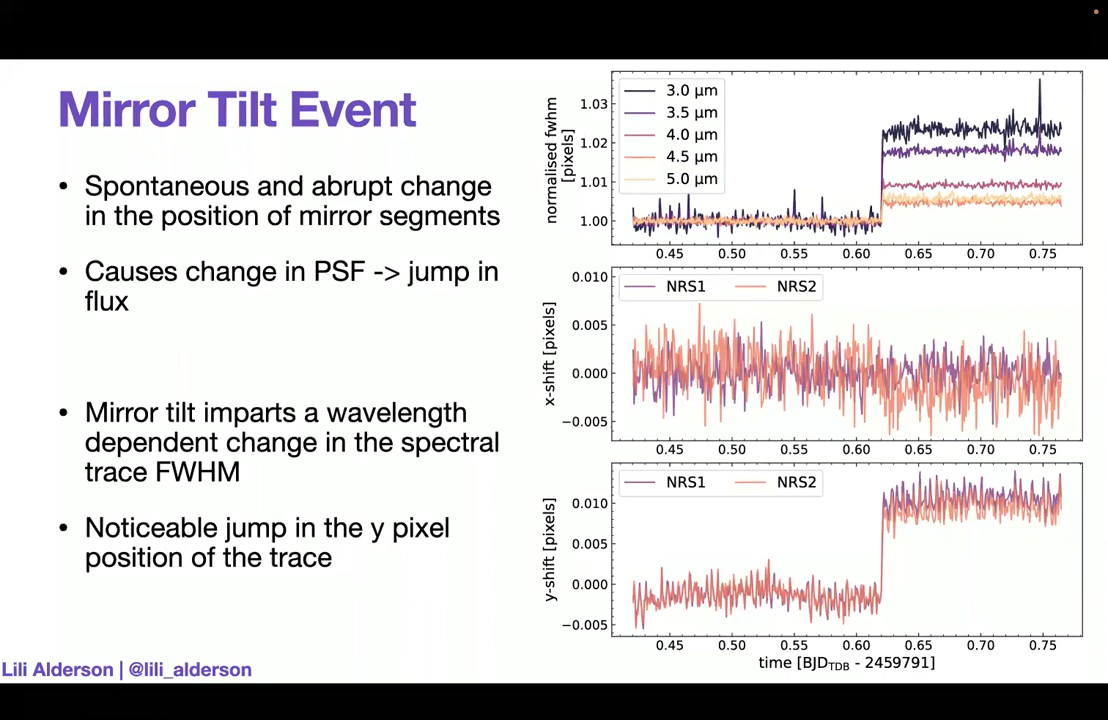 Mirror Tilt Event
• Spontaneous and abrupt change
in the position of mirror segments
• Causes change in PSF -> jump in
flux
• Mirror tilt imparts a wavelength
dependent change in the spectral
trace FWHM
• Noticeable jump in the y pixel
position of the trace
Lili Alderson | @lili_alderson
normalised fwhm
[pixels]
1.03
1.02
1.01
1.00
3.0 μm
3.5 μm
4.0 μm
4.5 μm
5.0 μm
0.45 0.50 0.55 0.60 0.65 0.70 0.75
x-shift [pixels]
0.010
0.005
0.000
−0.005
NRS1 NRS2
0.45 0.50 0.55 0.60 0.65 0.70 0.75
y-shift [pixels]
0.010
0.005
0.000
−0.005
NRS1 NRS2
0.45 0.50 0.55 0.60 0.65 0.70 0.75
time [BJDTDB - 2459791]